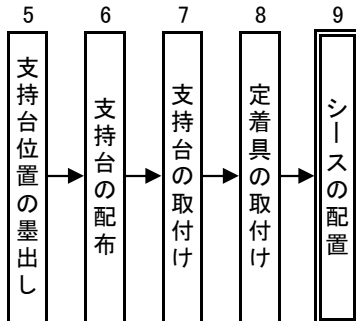 5
支持台位置の墨出し
6
支持台の配布
7
支持台の取付け
8
定着具の取付け
9
シースの配置